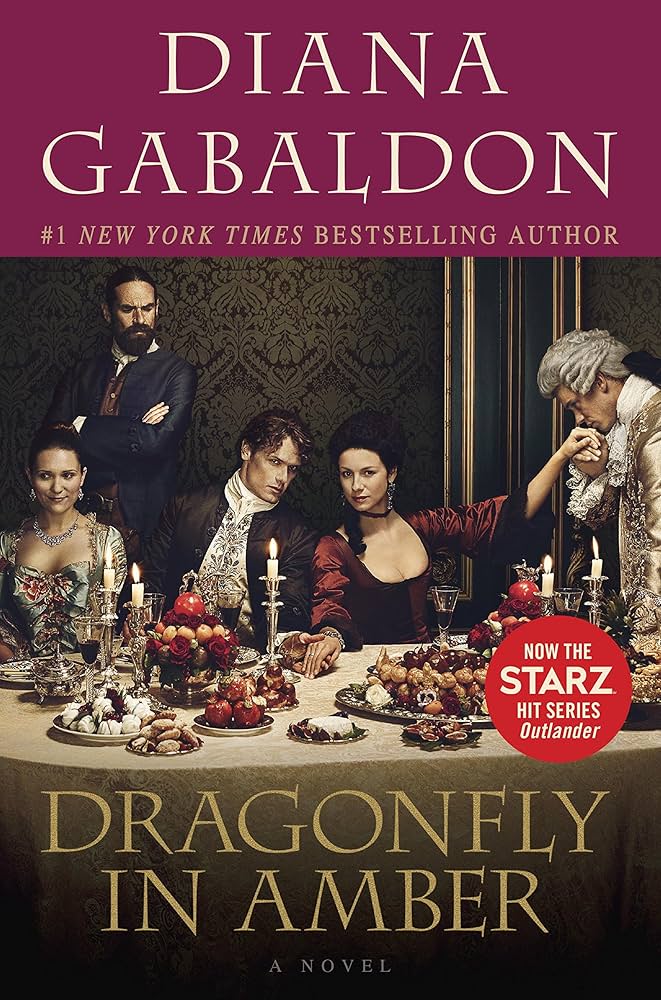 DIANA
GABALDON
#1 NEW YORK TIMES BESTSELLING AUTHOR
NOW THE
STARZ
HIT SERIES
Outlander
DRAGONFLY
IN AMBER
A NOVEL